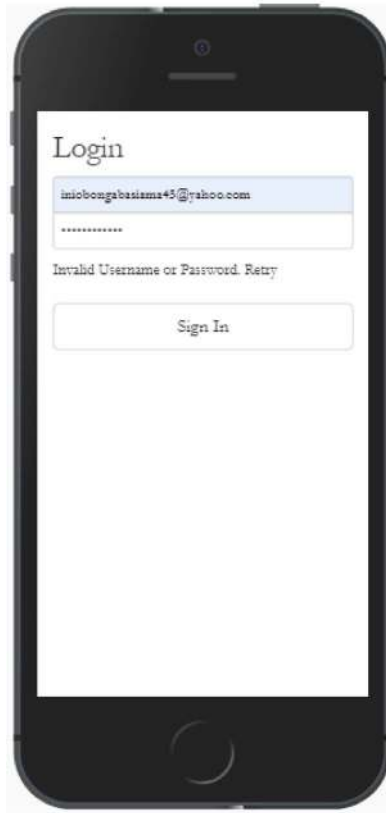 Login
iniobongabasiama45@yahoo.com
••••••••••••
Invalid Username or Password. Retry
Sign In